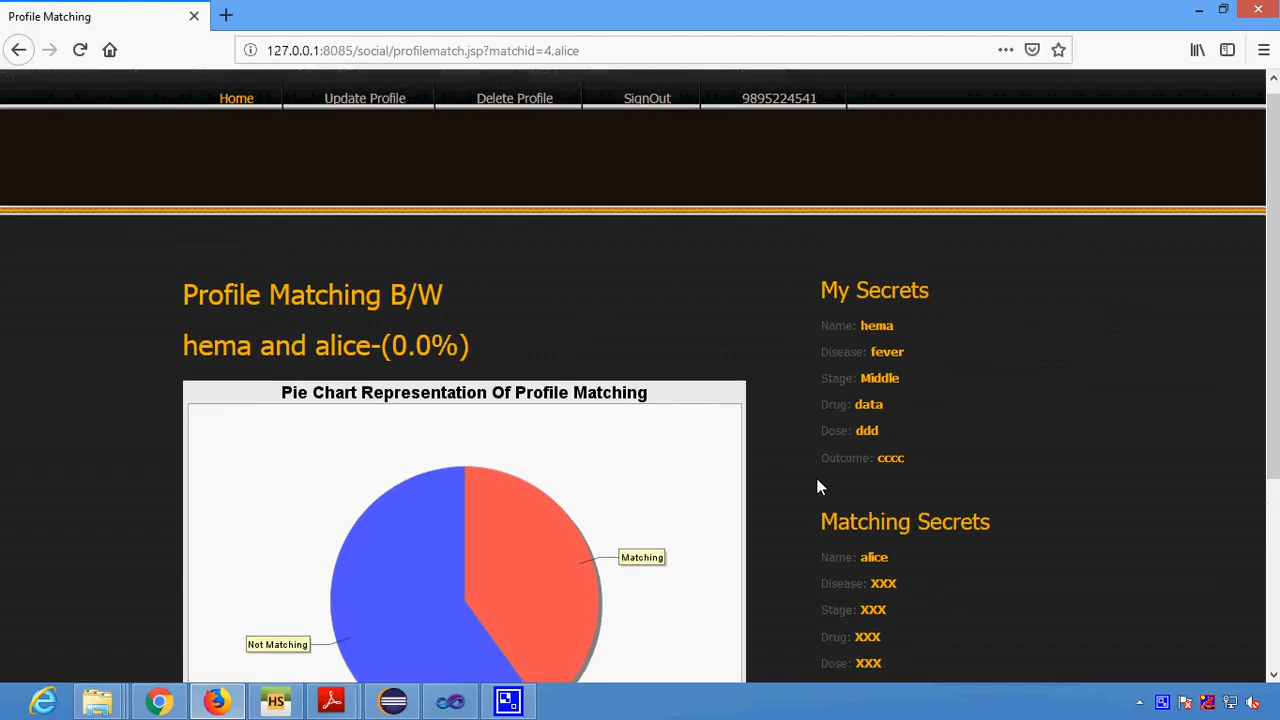 Profile Matching
127.0.0.1:8085/social/profilematch.jsp?matchid=4,alice
Home
Update Profile
Delete Profile
SignOut
9895224541
Profile Matching B/W
hema and alice-(0.0%)
Pie Chart Representation Of Profile Matching
Matching
Not Matching
My Secrets
Name: hema
Disease: fever
Stage: Middle
Drug: data
Dose: ddd
Outcome: cccc
Matching Secrets
Name: alice
Disease: XXX
Stage: XXX
Drug: XXX
Dose: XXX
HS